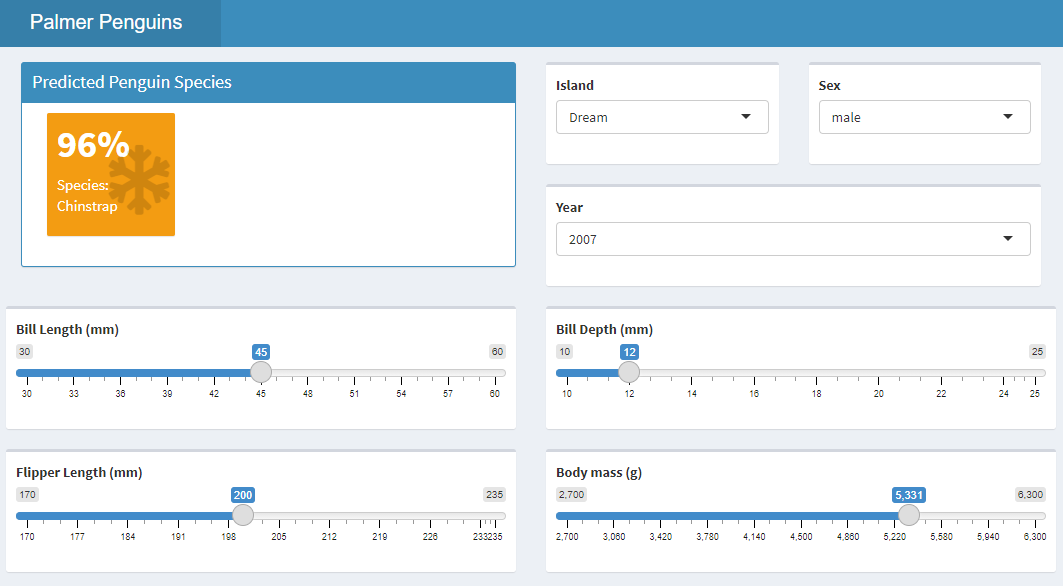 Palmer Penguins
Predicted Penguin Species
96%
Species:
Chinstrap
Island
Dream
Sex
male
Year
2007
Bill Length (mm)
30 45 60
30 33 36 39 42 45 48 51 54 57 60
Bill Depth (mm)
10 12 25
10 12 14 16 18 20 22 24 25
Flipper Length (mm)
170 200 235
170 177 184 191 198 205 212 219 226 233235
Body mass (g)
2,700 5,331 6,300
2,700 3,060 3,420 3,780 4,140 4,500 4,860 5,220 5,580 5,940 6,300